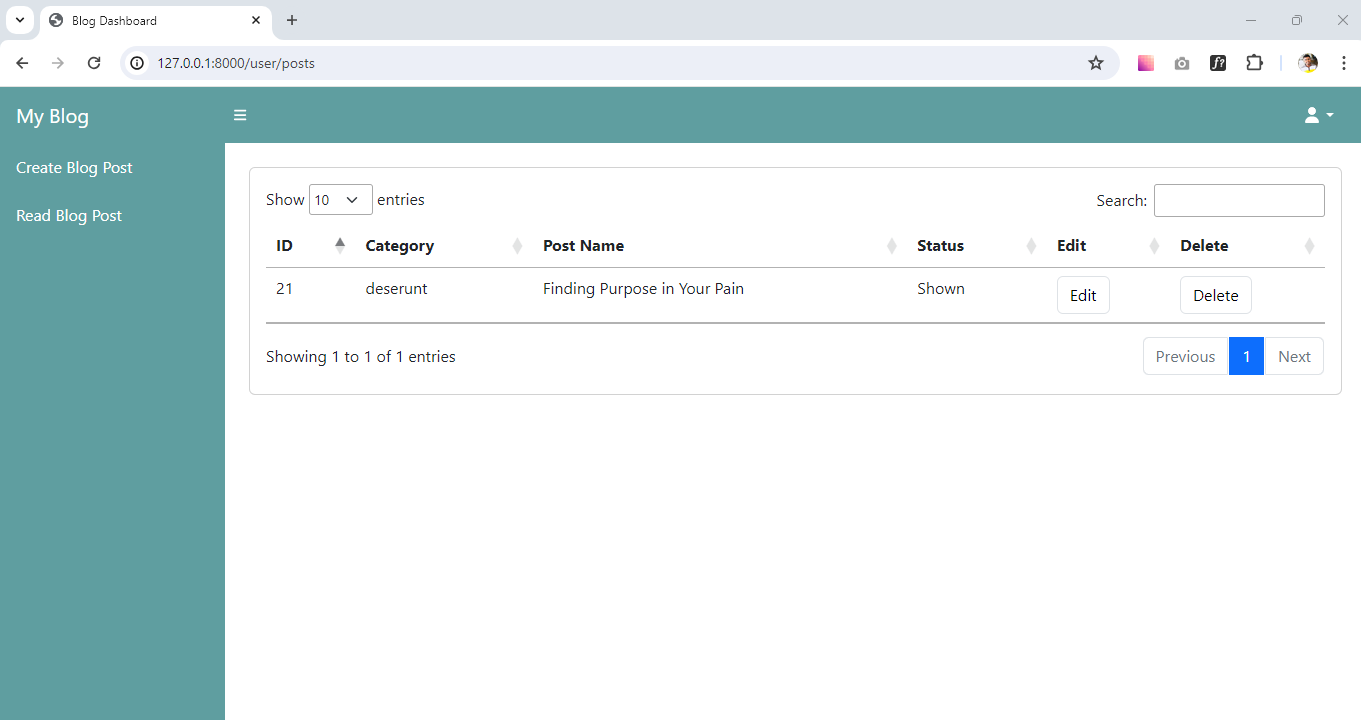 Blog Dashboard
127.0.0.1:8000/user/posts
f?
My Blog
Create Blog Post
Read Blog Post
Show 10 entries
Search:
ID Category Post Name Status Edit Delete
21 deserunt Finding Purpose in Your Pain Shown Edit Delete
Showing 1 to 1 of 1 entries
Previous 1 Next